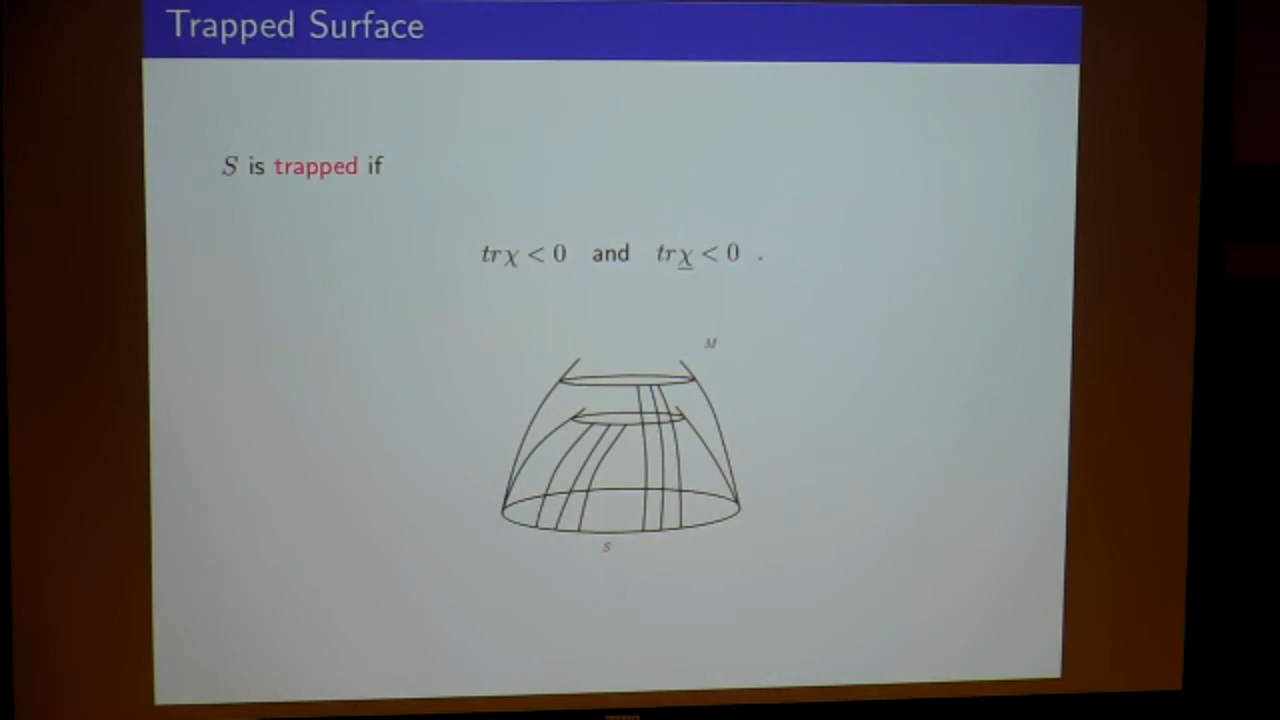 Trapped Surface
S is trapped if
trχ < 0 and trχ̲ < 0 .
M
S